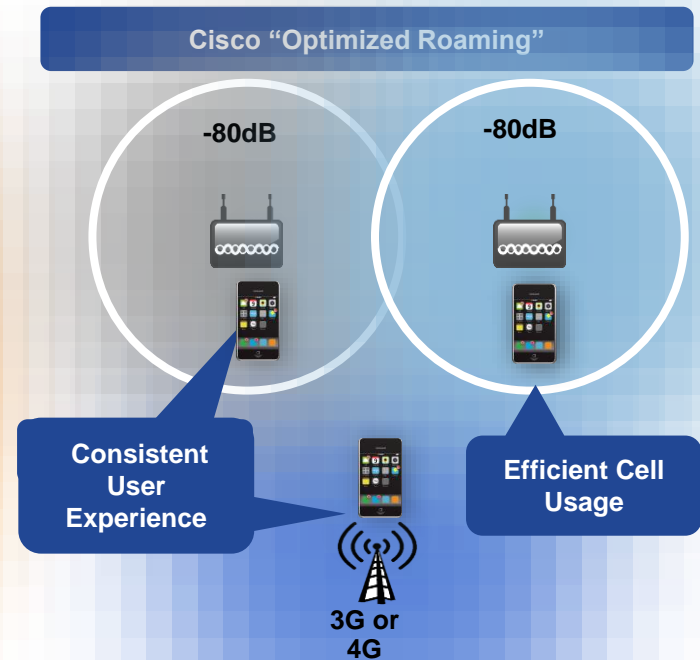 Cisco “Optimized Roaming”
-80dB
-80dB
Consistent
User
Experience
Efficient Cell
Usage
3G or
4G